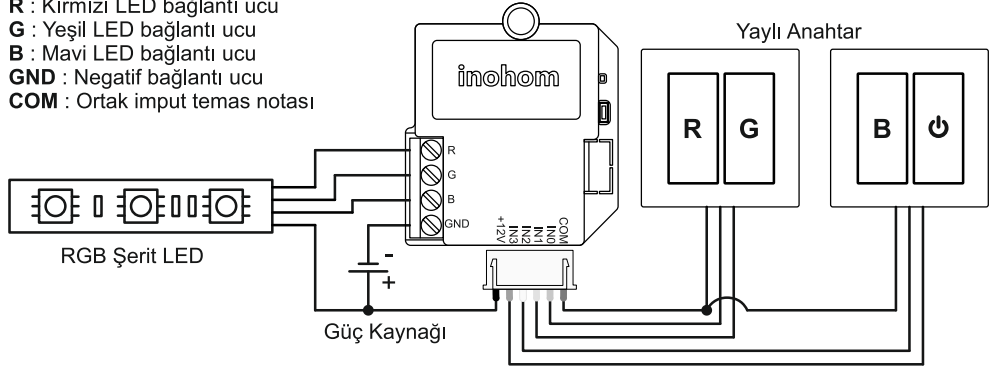 R : Kırmızı LED bağlantı ucu
G : Yeşil LED bağlantı ucu
B : Mavi LED bağlantı ucu
GND : Negatif bağlantı ucu
COM : Ortak imput temas notası
inohom
Yaylı Anahtar
R G
B
R
G
B
GND
+12V IN3 IN2 IN1 IN0 COM
RGB Şerit LED
-
+
Güç Kaynağı